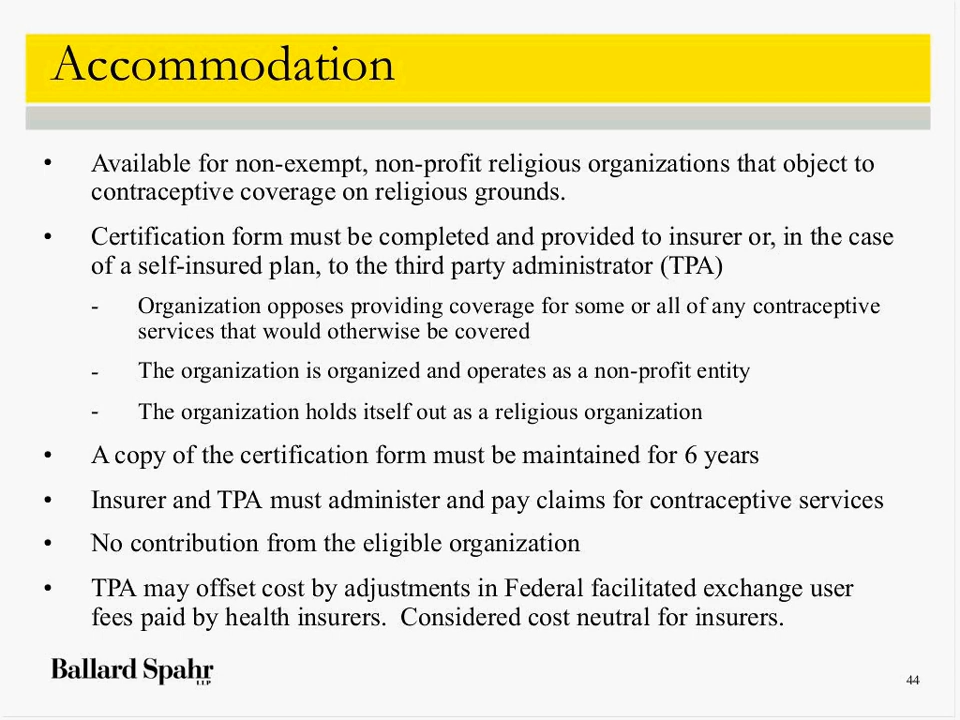 Accommodation
• Available for non-exempt, non-profit religious organizations that object to
contraceptive coverage on religious grounds.
• Certification form must be completed and provided to insurer or, in the case
of a self-insured plan, to the third party administrator (TPA)
- Organization opposes providing coverage for some or all of any contraceptive
services that would otherwise be covered
- The organization is organized and operates as a non-profit entity
- The organization holds itself out as a religious organization
• A copy of the certification form must be maintained for 6 years
• Insurer and TPA must administer and pay claims for contraceptive services
• No contribution from the eligible organization
• TPA may offset cost by adjustments in Federal facilitated exchange user
fees paid by health insurers.  Considered cost neutral for insurers.
Ballard Spahr
LLP
44